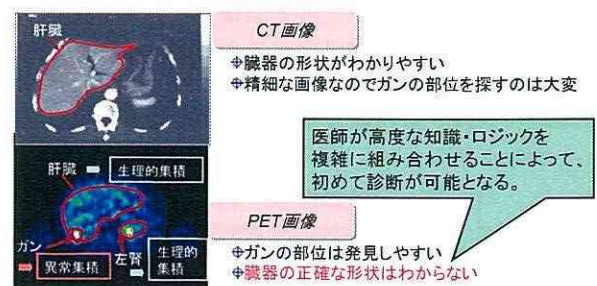 肝臓
CT画像
臓器の形状がわかりやすい
精細な画像なのでガンの部位を探すのは大変
医師が高度な知識・ロジックを
複雑に組み合わせることによって、
初めて診断が可能となる。
肝臓
生理的集積
PET画像
ガン
異常集積
左腎
生理的
集積
ガンの部位は発見しやすい
臓器の正確な形状はわからない